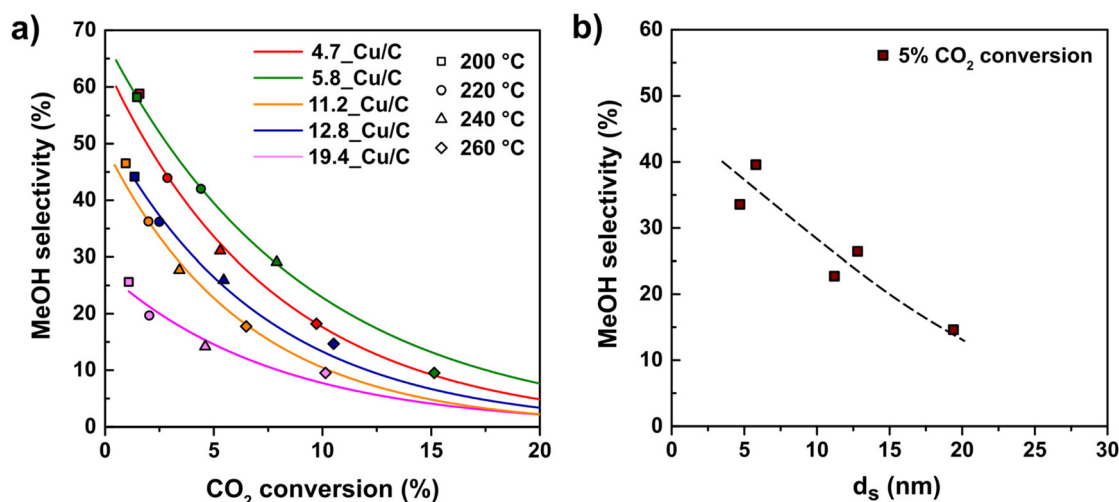 a)
MeOH selectivity (%)
70
60
50
40
30
20
10
0
4.7_Cu/C
5.8_Cu/C
11.2_Cu/C
12.8_Cu/C
19.4_Cu/C
200 °C
220 °C
240 °C
260 °C
0 5 10 15 20
CO₂ conversion (%)
b)
MeOH selectivity (%)
60
50
40
30
20
10
0
5% CO₂ conversion
0 5 10 15 20 25 30
dₛ (nm)